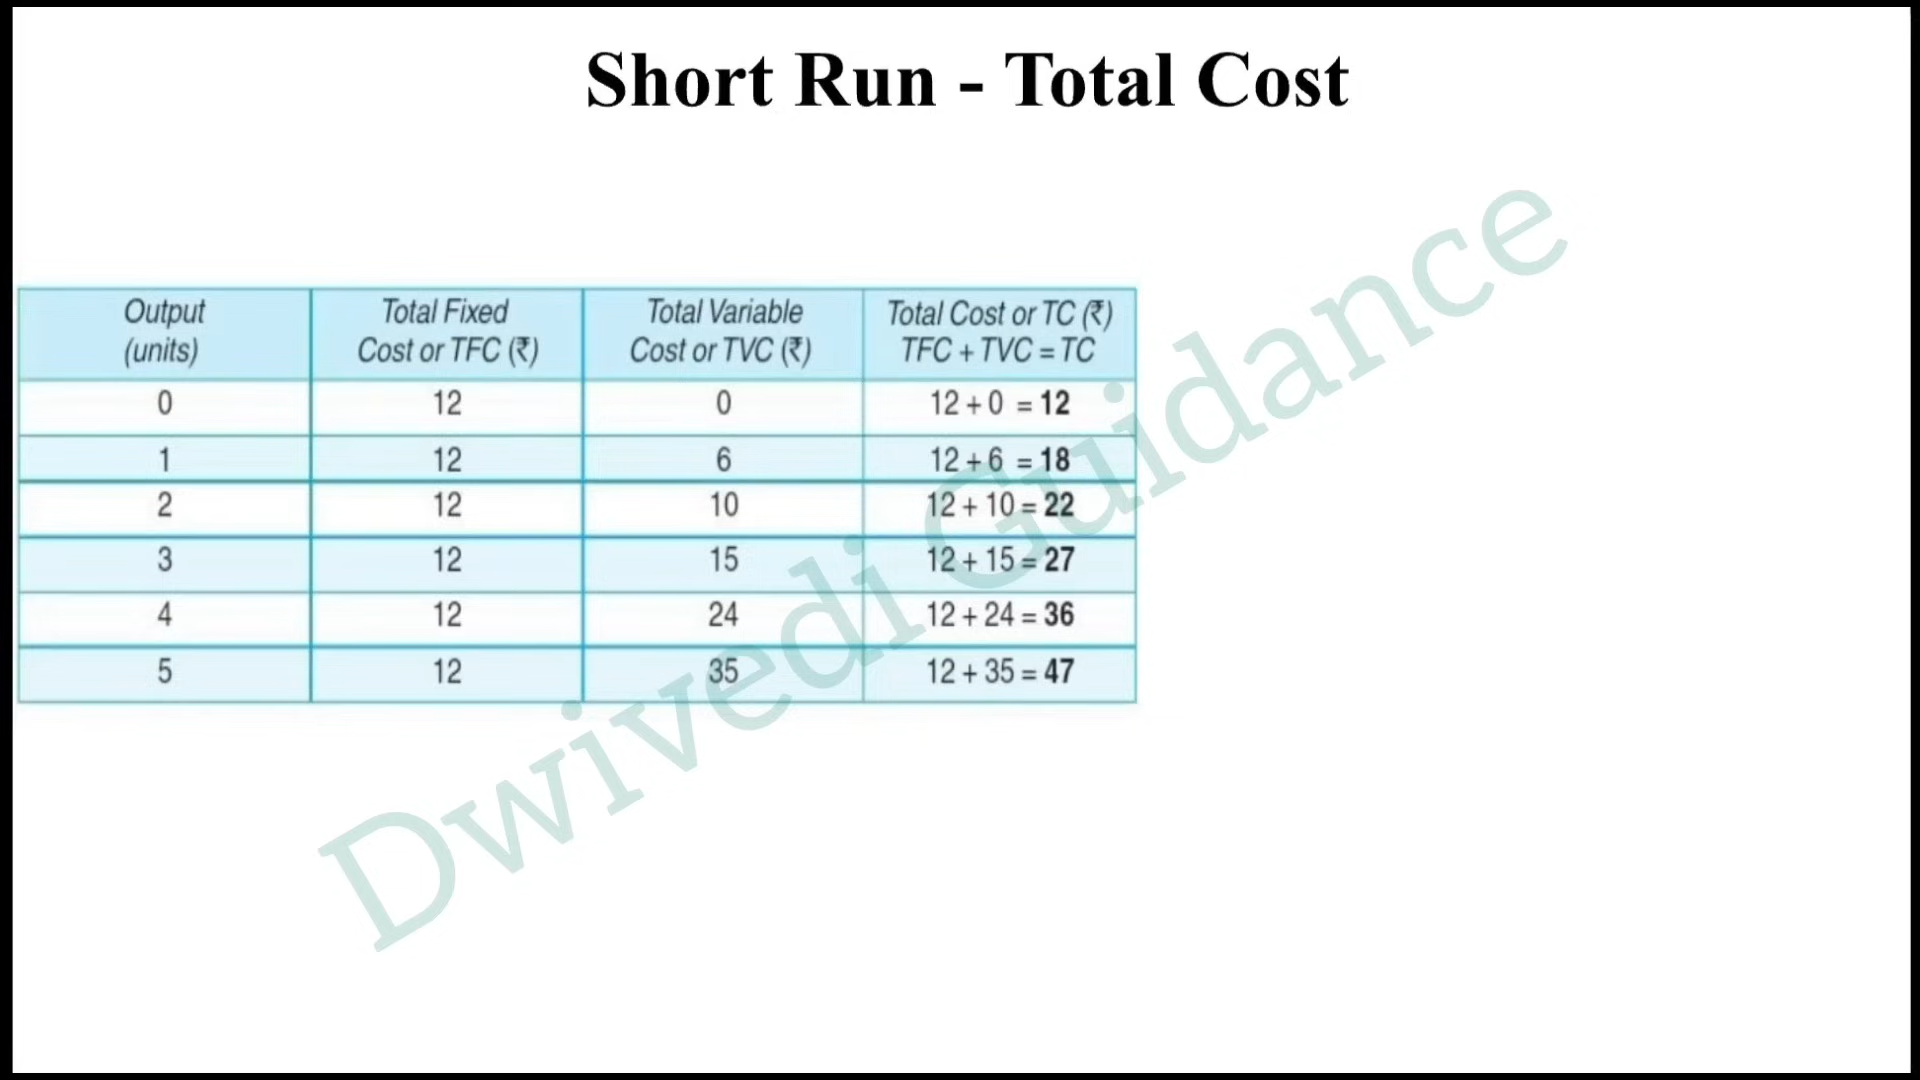 Short Run - Total Cost
Output (units) Total Fixed Cost or TFC (₹) Total Variable Cost or TVC (₹) Total Cost or TC (₹) TFC + TVC = TC
0 12 0 12 + 0 = 12
1 12 6 12 + 6 = 18
2 12 10 12 + 10 = 22
3 12 15 12 + 15 = 27
4 12 24 12 + 24 = 36
5 12 35 12 + 35 = 47
Dwivedi Guidance